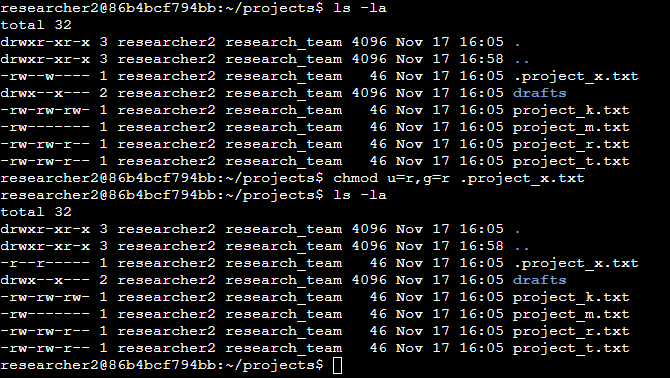 researcher2@86b4bcf794bb:~/projects$ ls -la
total 32
drwxr-xr-x 3 researcher2 research_team 4096 Nov 17 16:05 .
drwxr-xr-x 3 researcher2 research_team 4096 Nov 17 16:58 ..
-rw--w---- 1 researcher2 research_team   46 Nov 17 16:05 .project_x.txt
drwx--x--- 2 researcher2 research_team 4096 Nov 17 16:05 drafts
-rw-rw-rw- 1 researcher2 research_team   46 Nov 17 16:05 project_k.txt
-rw------- 1 researcher2 research_team   46 Nov 17 16:05 project_m.txt
-rw-rw-r-- 1 researcher2 research_team   46 Nov 17 16:05 project_r.txt
-rw-rw-r-- 1 researcher2 research_team   46 Nov 17 16:05 project_t.txt
researcher2@86b4bcf794bb:~/projects$ chmod u=r,g=r .project_x.txt
researcher2@86b4bcf794bb:~/projects$ ls -la
total 32
drwxr-xr-x 3 researcher2 research_team 4096 Nov 17 16:05 .
drwxr-xr-x 3 researcher2 research_team 4096 Nov 17 16:58 ..
-r--r----- 1 researcher2 research_team   46 Nov 17 16:05 .project_x.txt
drwx--x--- 2 researcher2 research_team 4096 Nov 17 16:05 drafts
-rw-rw-rw- 1 researcher2 research_team   46 Nov 17 16:05 project_k.txt
-rw------- 1 researcher2 research_team   46 Nov 17 16:05 project_m.txt
-rw-rw-r-- 1 researcher2 research_team   46 Nov 17 16:05 project_r.txt
-rw-rw-r-- 1 researcher2 research_team   46 Nov 17 16:05 project_t.txt
researcher2@86b4bcf794bb:~/projects$